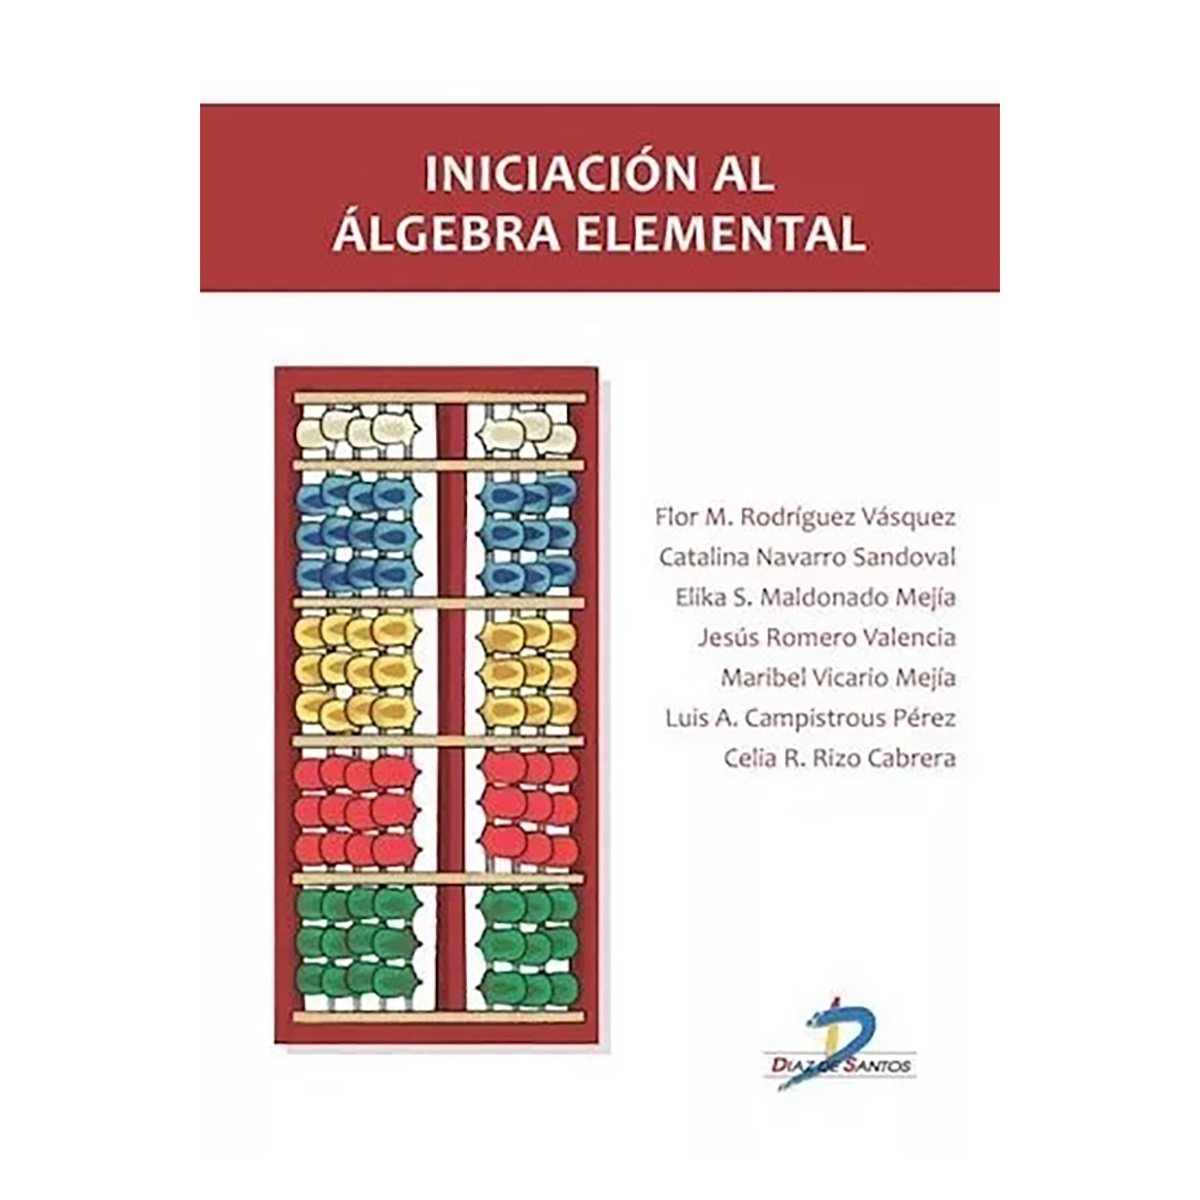 INICIACIÓN AL
ÁLGEBRA ELEMENTAL
Flor M. Rodríguez Vásquez
Catalina Navarro Sandoval
Elika S. Maldonado Mejía
Jesús Romero Valencia
Maribel Vicario Mejía
Luis A. Campistrous Pérez
Celia R. Rizo Cabrera
DIAZ DE SANTOS